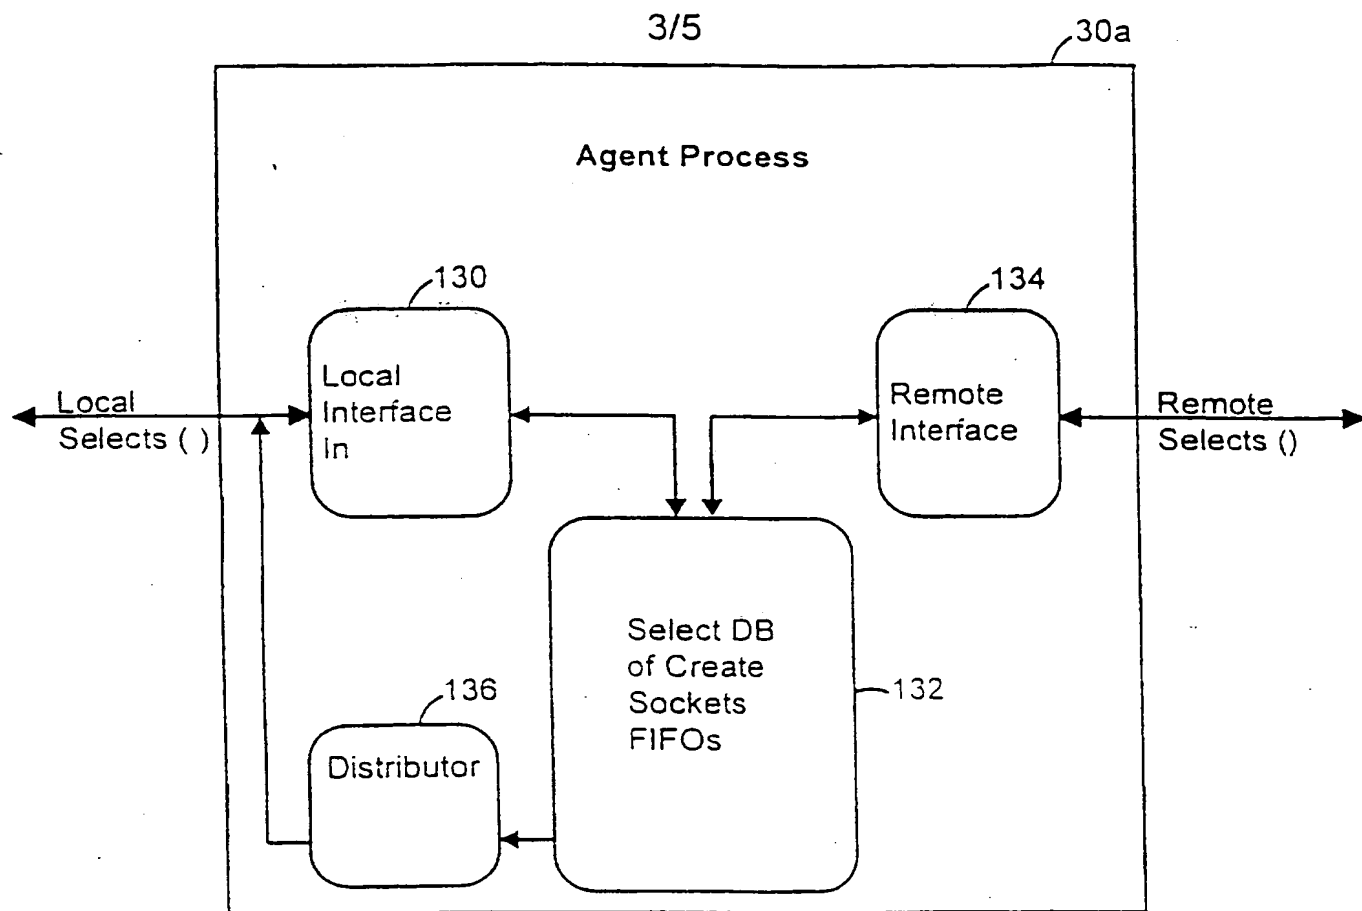 3/5
30a
Agent Process
130
134
Local
Interface
In
Remote
Interface
Local
Selects ( )
Remote
Selects ()
Select DB
of Create
Sockets
FIFOs
132
136
Distributor